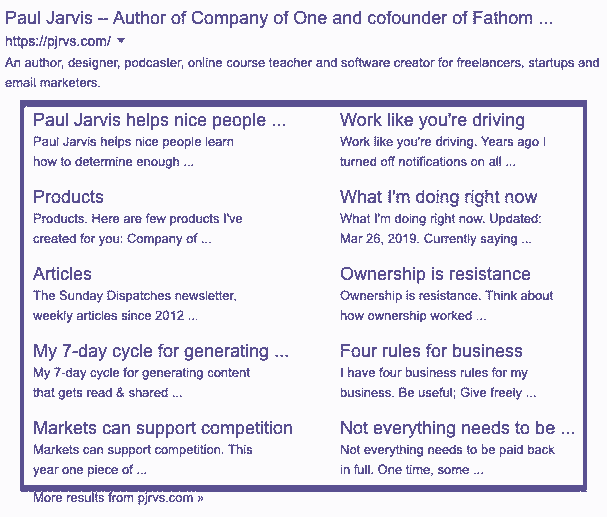 Paul Jarvis -- Author of Company of One and cofounder of Fathom ...
https://pjrvs.com/
An author, designer, podcaster, online course teacher and software creator for freelancers, startups and
email marketers.
Paul Jarvis helps nice people ...
Paul Jarvis helps nice people learn
how to determine enough ...
Work like you're driving
Work like you're driving. Years ago I
turned off notifications on all ...
Products
Products. Here are few products I've
created for you: Company of ...
What I'm doing right now
What I'm doing right now. Updated:
Mar 26, 2019. Currently saying ...
Articles
The Sunday Dispatches newsletter,
weekly articles since 2012 ...
Ownership is resistance
Ownership is resistance. Think about
how ownership worked ...
My 7-day cycle for generating ...
My 7-day cycle for generating content
that gets read & shared ...
Four rules for business
I have four business rules for my
business. Be useful; Give freely ...
Markets can support competition
Markets can support competition. This
year one piece of ...
Not everything needs to be ...
Not everything needs to be paid back
in full. One time, some ...
More results from pjrvs.com »